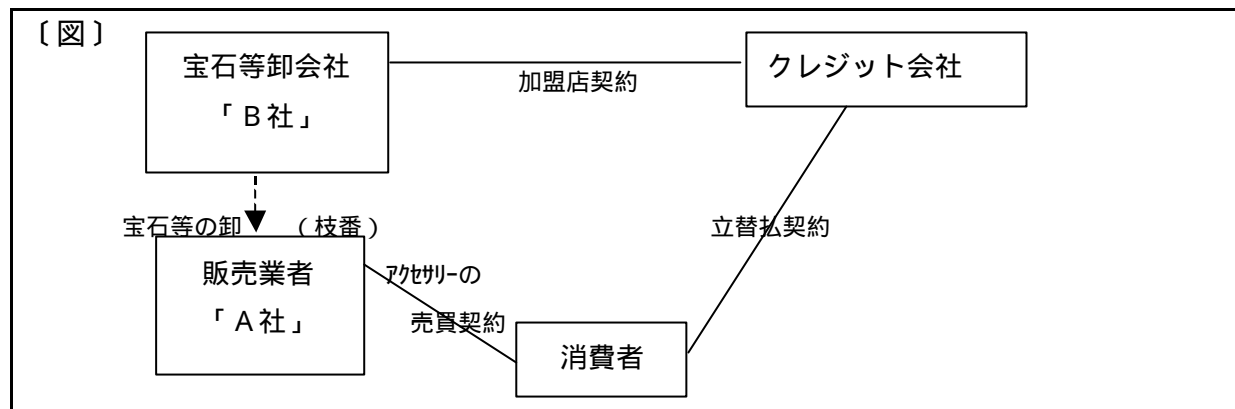 〔図〕
宝石等卸会社
「B社」
加盟店契約
クレジット会社
宝石等の卸 (枝番)
立替払契約
販売業者
「A社」
ｱｸｾｻﾘｰの
売買契約
消費者